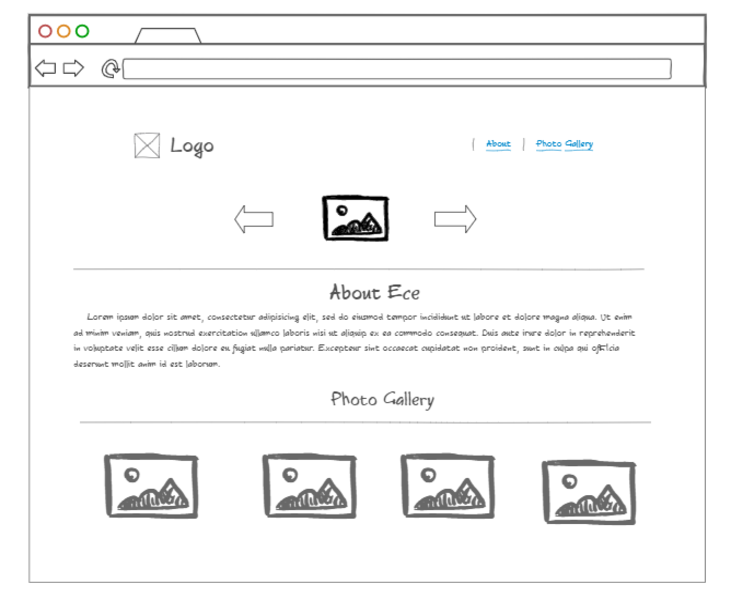 Logo
| About | Photo Gallery
About Ece
Lorem ipsum dolor sit amet, consectetur adipisicing elit, sed do eiusmod tempor incididunt ut labore et dolore magna aliqua. Ut enim
ad minim veniam, quis nostrud exercitation ullamco laboris nisi ut aliquip ex ea commodo consequat. Duis aute irure dolor in reprehenderit
in voluptate velit esse cillum dolore eu fugiat nulla pariatur. Excepteur sint occaecat cupidatat non proident, sunt in culpa qui officia
deserunt mollit anim id est laborum.
Photo Gallery